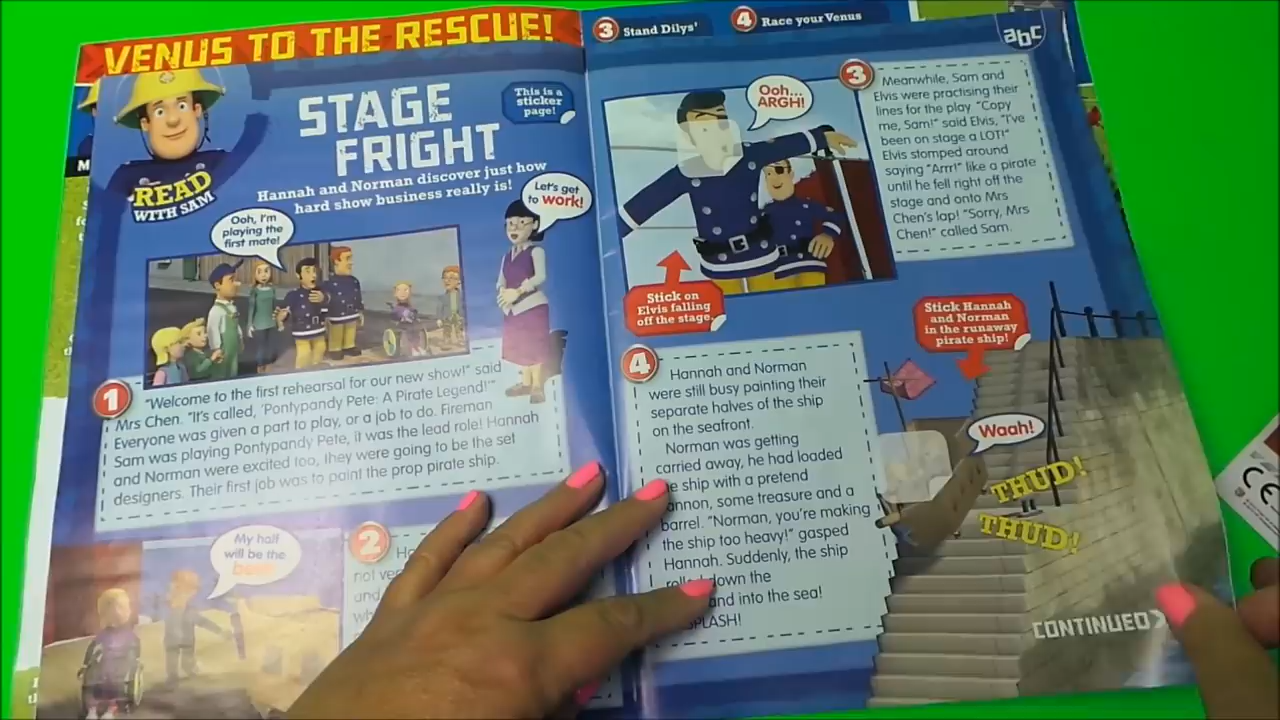 VENUS TO THE RESCUE!
READ
WITH SAM
STAGE
FRIGHT
This is a
sticker
page!
Hannah and Norman discover just how
hard show business really is!
Let's get
to work!
Ooh, I'm
playing the
first mate!
1
"Welcome to the first rehearsal for our new show!" said
Mrs Chen. "It's called, 'Pontypandy Pete: A Pirate Legend!'"
Everyone was given a part to play, or a job to do. Fireman
Sam was playing Pontypandy Pete, it was the lead role! Hannah
and Norman were excited too, they were going to be the set
designers. Their first job was to paint the prop pirate ship.
My half
will be the
best!
2
not
and
3 Stand Dilys'
4 Race your Venus
abc
Ooh...
ARGH!
Stick on
Elvis falling
off the stage.
3
Meanwhile, Sam and
Elvis were practising their
lines for the play. "Copy
me, Sam!" said Elvis, "I've
been on stage a LOT!"
Elvis stomped around
saying "Arrr!" like a pirate
until he fell right off the
stage and onto Mrs
Chen's lap! "Sorry, Mrs
Chen!" called Sam.
4
Hannah and Norman
were still busy painting their
separate halves of the ship
on the seafront.
Norman was getting
carried away, he had loaded
ship with a pretend
cannon, some treasure and a
barrel. "Norman, you're making
the ship too heavy!" gasped
Hannah. Suddenly, the ship
down the
and into the sea!
SPLASH!
Stick Hannah
and Norman
in the runaway
pirate ship!
Waah!
THUD!
THUD!
CONTINUED
CE